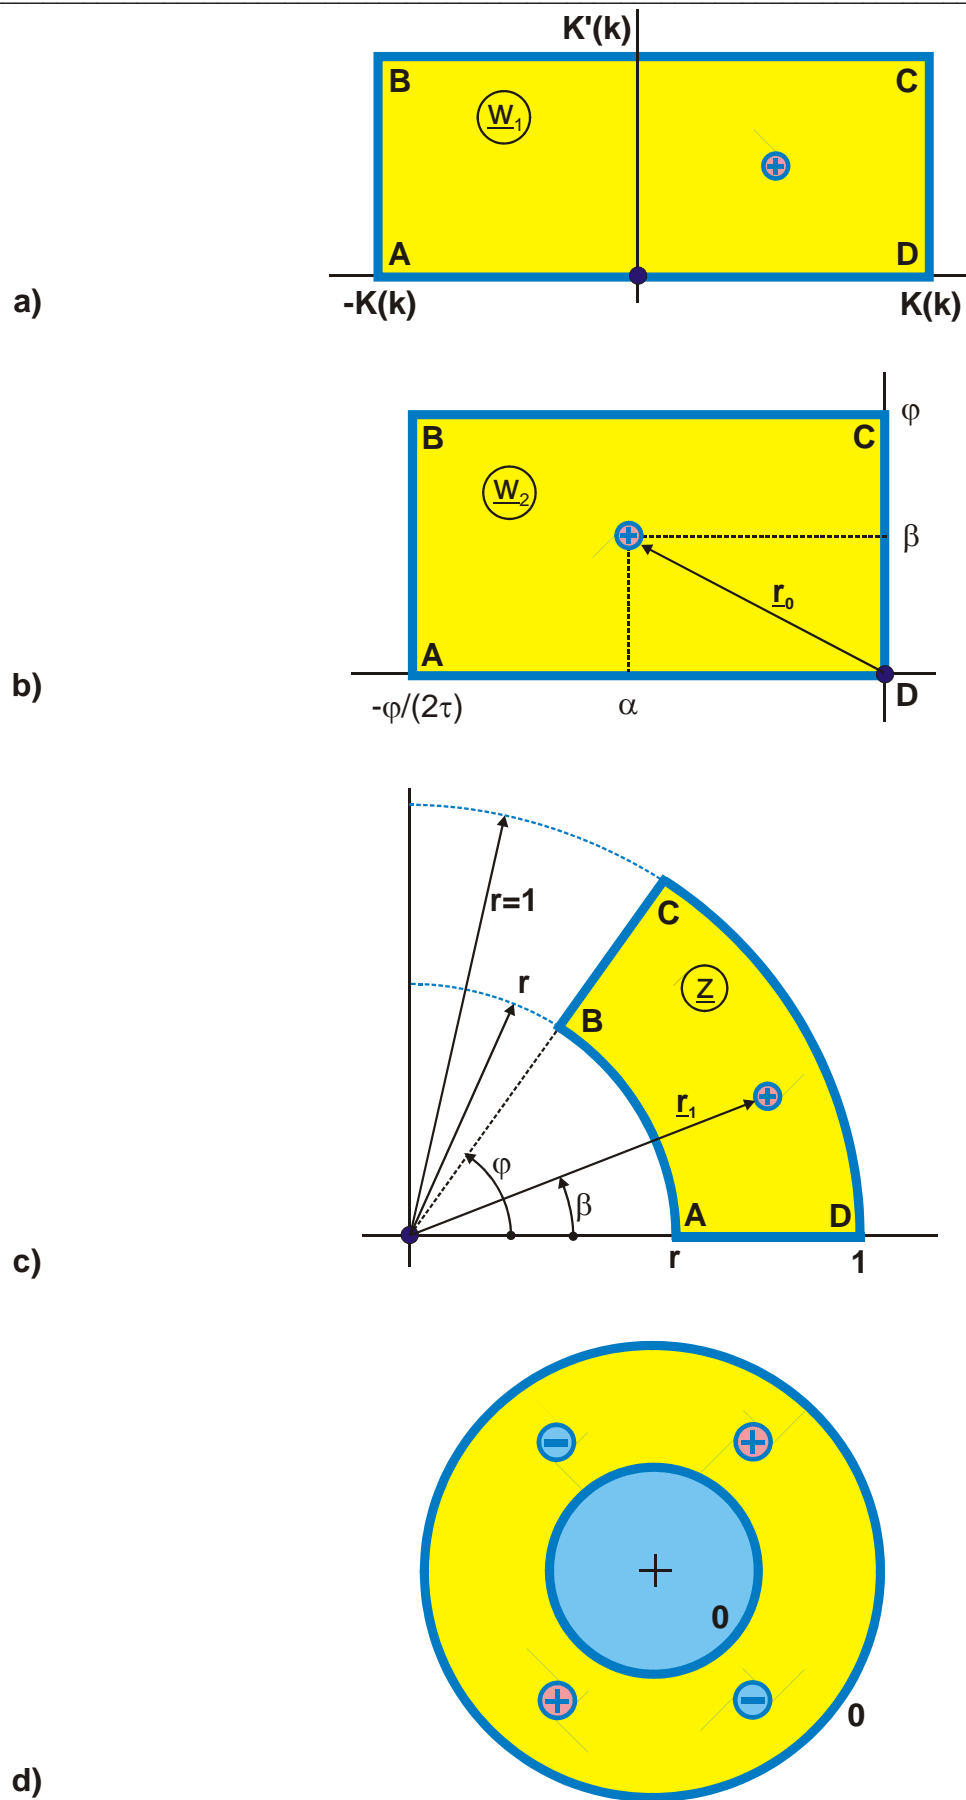 K'(k)
B C
w₁
+
A D
a) -K(k) K(k)
φ
B C
w₂
+ β
r₀
A
b) D
-φ/(2τ) α
r=1
C
r z
B
r₁ +
φ
β A D
c) r 1
- +
0
+ - 0
d)